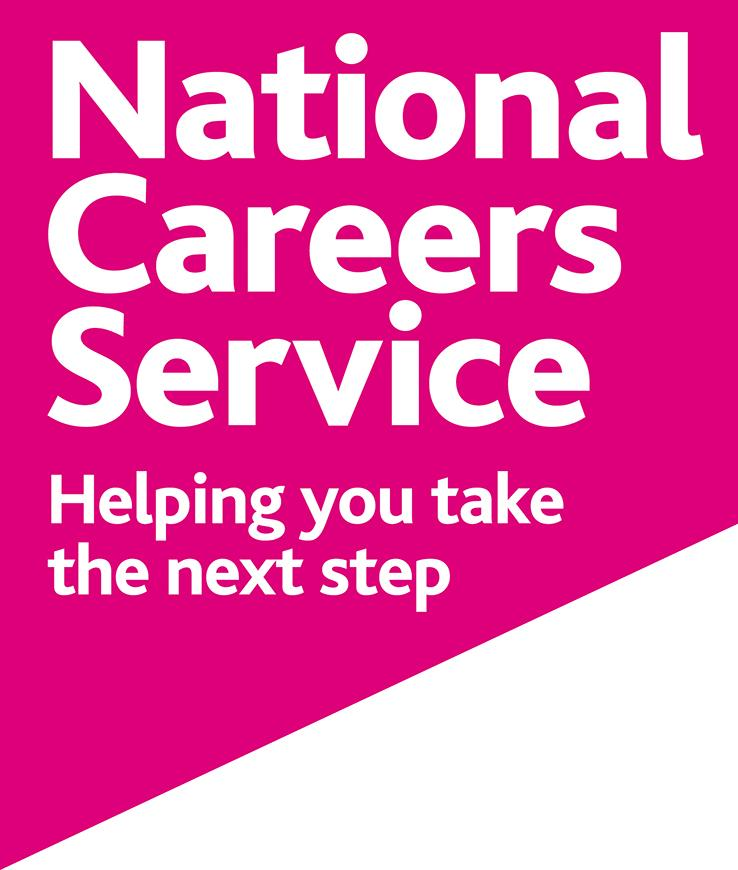 National
Careers
Service
Helping you take
the next step